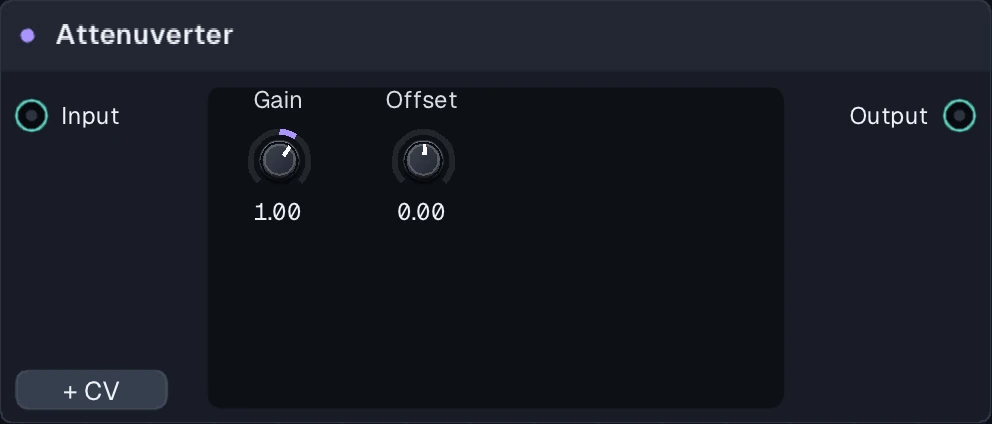 Attenuverter
Input
Gain
Offset
Output
1.00
0.00
+ CV